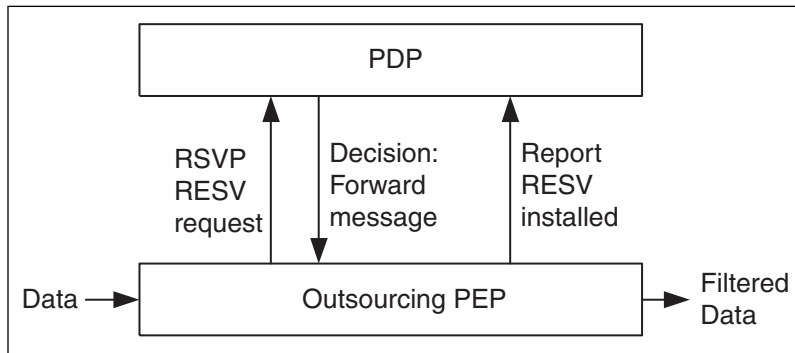 PDP
RSVP
RESV
request
Decision:
Forward
message
Report
RESV
installed
Data
Outsourcing PEP
Filtered
Data